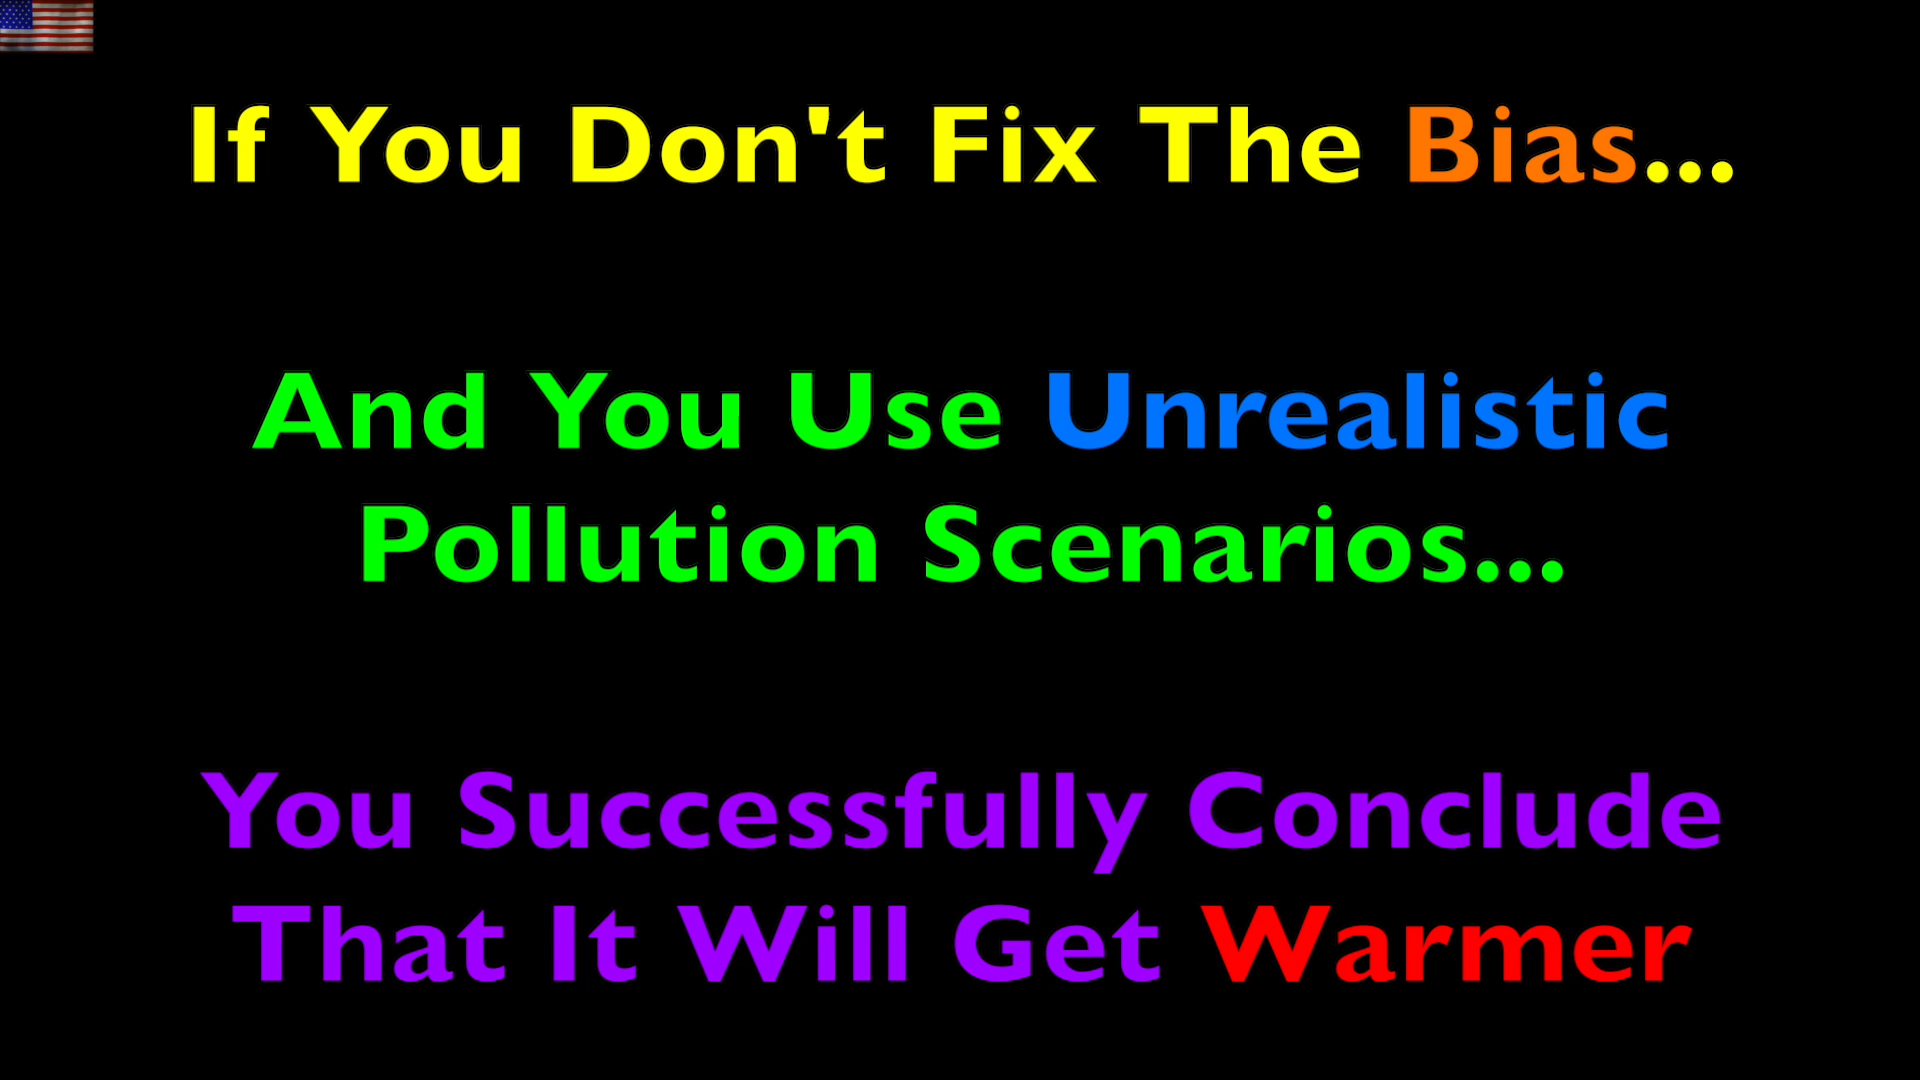 If You Don't Fix The Bias...
And You Use Unrealistic
Pollution Scenarios...
You Successfully Conclude
That It Will Get Warmer